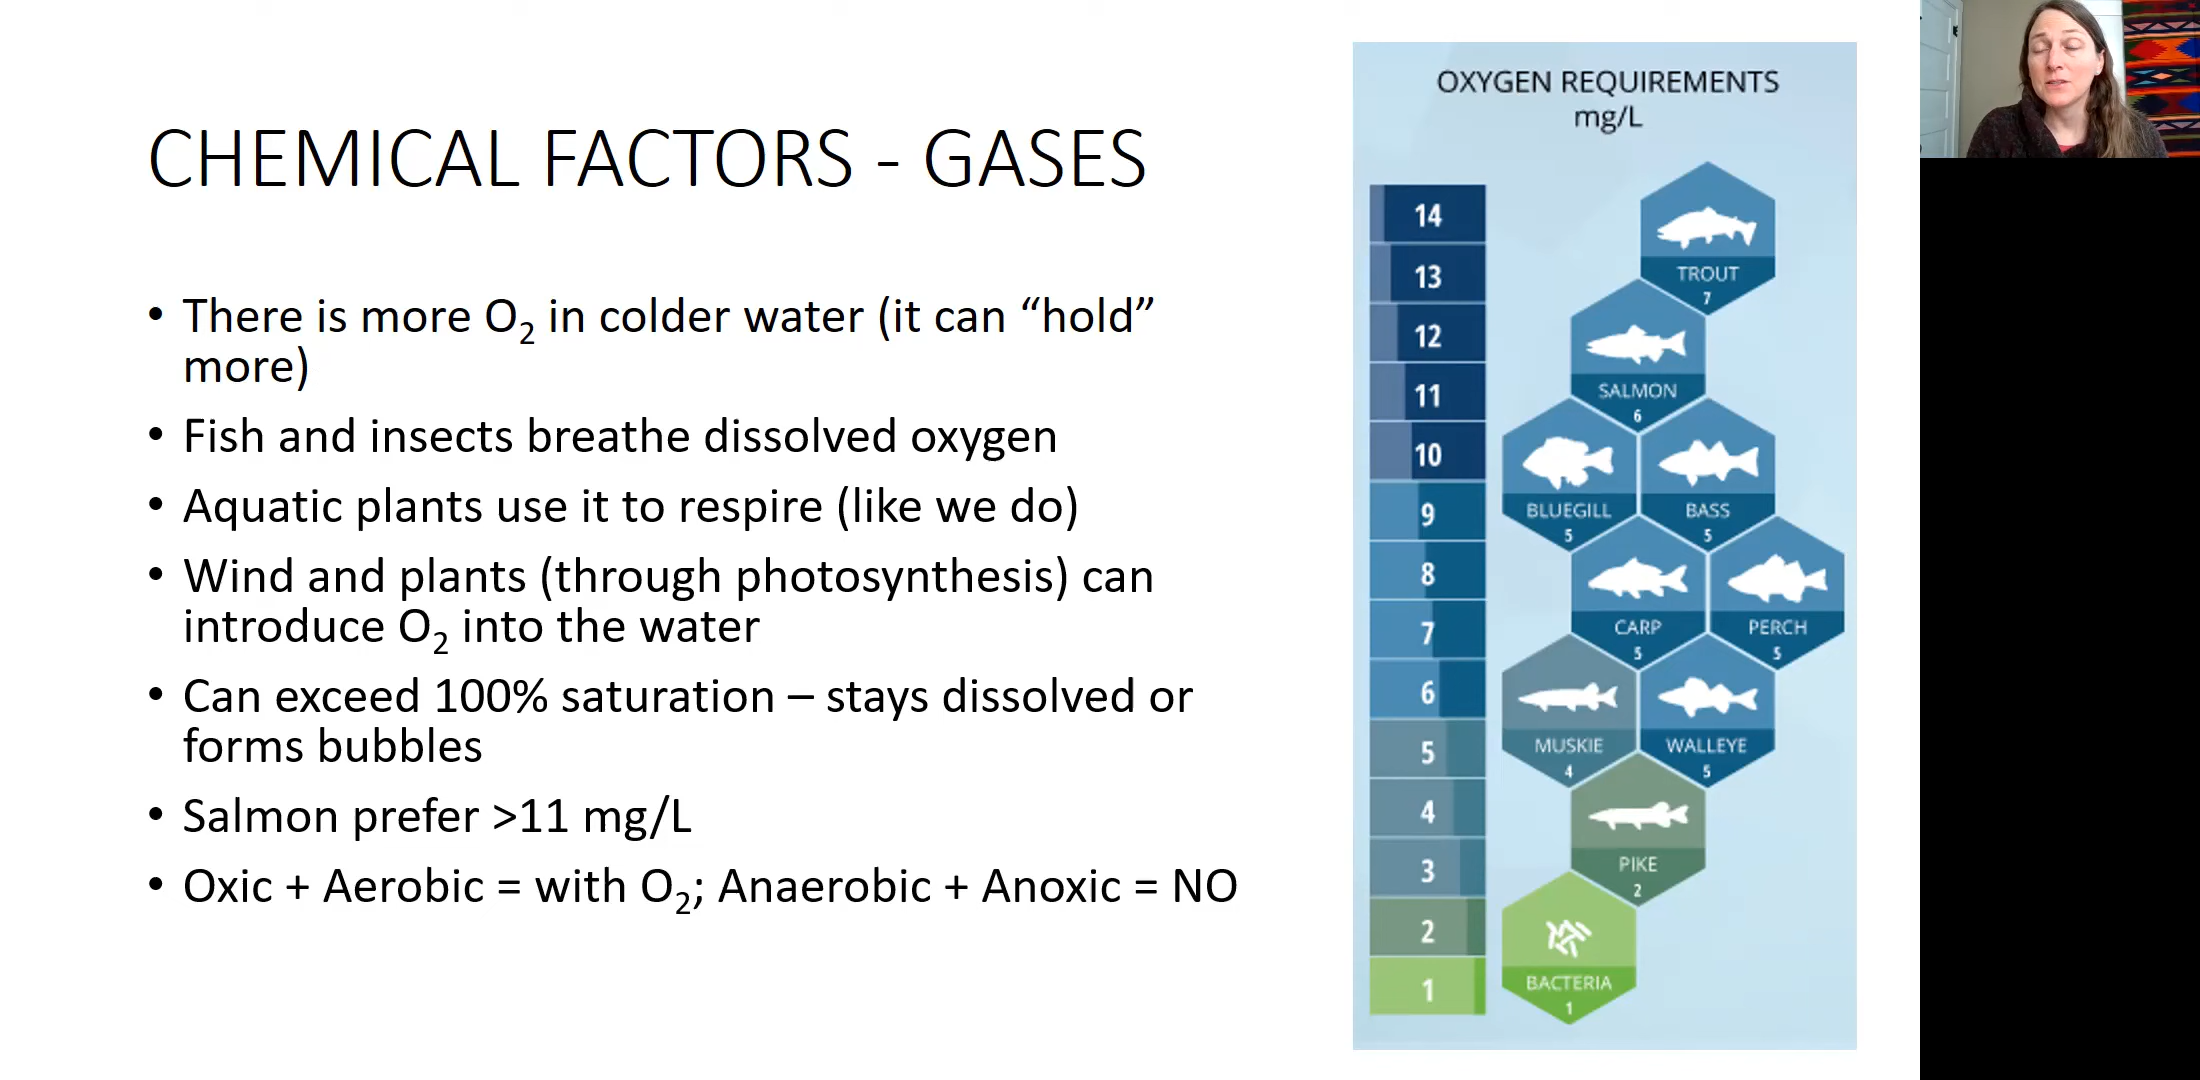 CHEMICAL FACTORS - GASES
• There is more O₂ in colder water (it can “hold”
more)
• Fish and insects breathe dissolved oxygen
• Aquatic plants use it to respire (like we do)
• Wind and plants (through photosynthesis) can
introduce O₂ into the water
• Can exceed 100% saturation – stays dissolved or
forms bubbles
• Salmon prefer >11 mg/L
• Oxic + Aerobic = with O₂; Anaerobic + Anoxic = NO
OXYGEN REQUIREMENTS
mg/L
14
13
12
11
10
9
8
7
6
5
4
3
2
1
TROUT
7
SALMON
6
BLUEGILL
5
BASS
5
CARP
5
PERCH
5
MUSKIE
4
WALLEYE
5
PIKE
2
BACTERIA
1